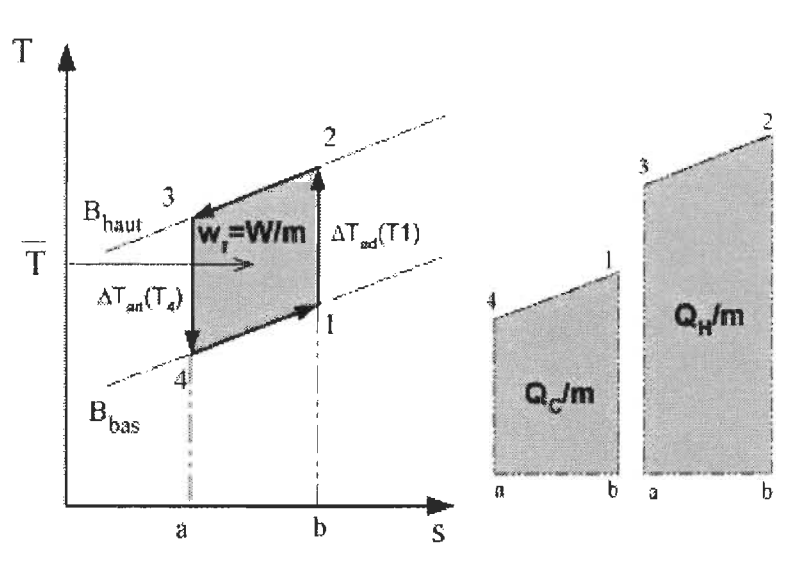 T
2
3
B_haut
w_r=W/m
ΔT_ad(T1)
T̅
ΔT_ad(T_4)
1
4
B_bas
a
b
S
4
1
Q_C/m
a
b
3
2
Q_H/m
a
b